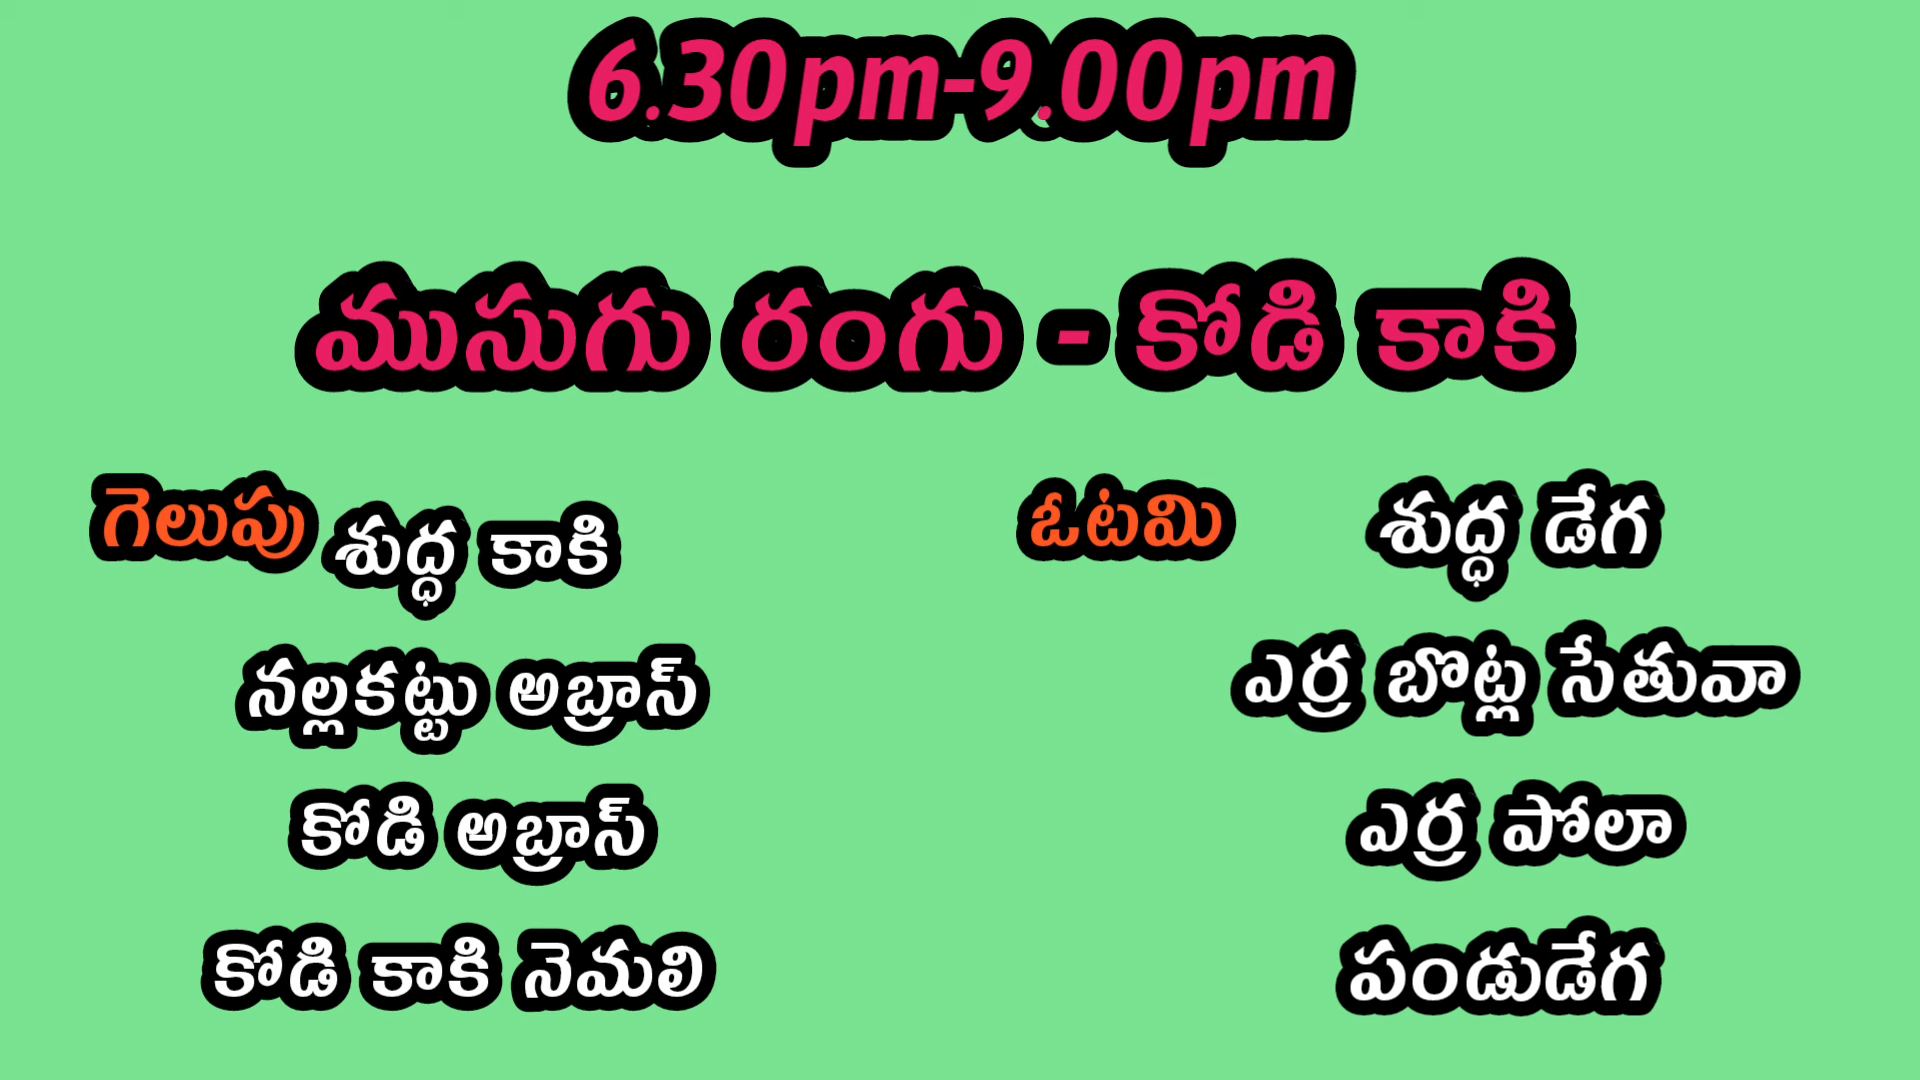 6.30pm-9.00pm
ముసుగు రంగు - కోడి కాకి
గెలుపు శుద్ధ కాకి
నల్లకట్టు అబ్రాస్
కోడి అబ్రాస్
కోడి కాకి నెమలి
ఓటమి శుద్ధ డేగ
ఎర్ర బొట్ల సేతువా
ఎర్ర పోలా
పండుడేగ